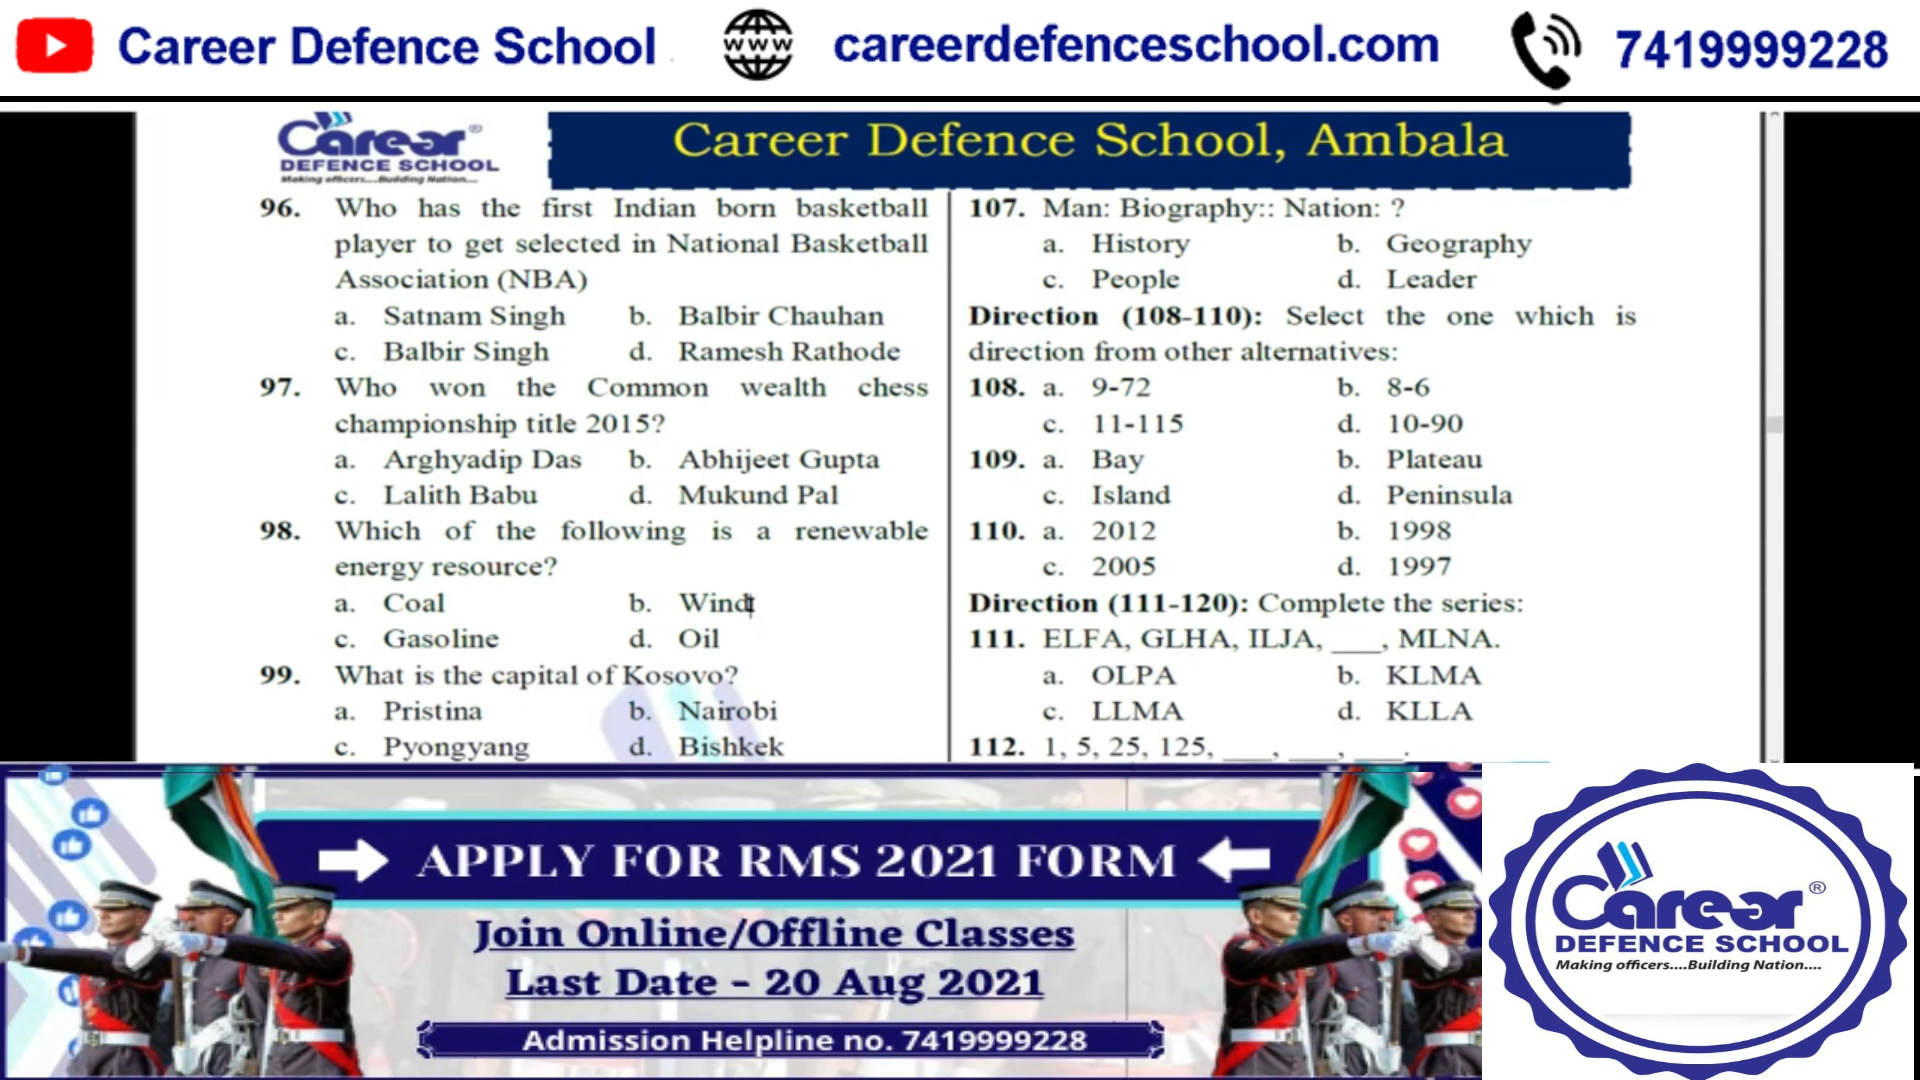 Career Defence School
www
careerdefenceschool.com
7419999228
Career®
DEFENCE SCHOOL
Making officers....Building Nation....
Career Defence School, Ambala
96. Who has the first Indian born basketball
player to get selected in National Basketball
Association (NBA)
a. Satnam Singh b. Balbir Chauhan
c. Balbir Singh d. Ramesh Rathode
97. Who won the Common wealth chess
championship title 2015?
a. Arghyadip Das b. Abhijeet Gupta
c. Lalith Babu d. Mukund Pal
98. Which of the following is a renewable
energy resource?
a. Coal b. Wind
c. Gasoline d. Oil
99. What is the capital of Kosovo?
a. Pristina b. Nairobi
c. Pyongyang d. Bishkek
107. Man: Biography:: Nation: ?
a. History b. Geography
c. People d. Leader
Direction (108-110): Select the one which is
direction from other alternatives:
108. a. 9-72 b. 8-6
c. 11-115 d. 10-90
109. a. Bay b. Plateau
c. Island d. Peninsula
110. a. 2012 b. 1998
c. 2005 d. 1997
Direction (111-120): Complete the series:
111. ELFA, GLHA, ILJA, ___, MLNA.
a. OLPA b. KLMA
c. LLMA d. KLLA
112. 1, 5, 25, 125, ___, ___, ___.
APPLY FOR RMS 2021 FORM
Join Online/Offline Classes
Last Date - 20 Aug 2021
Admission Helpline no. 7419999228
Career®
DEFENCE SCHOOL
Making officers....Building Nation....